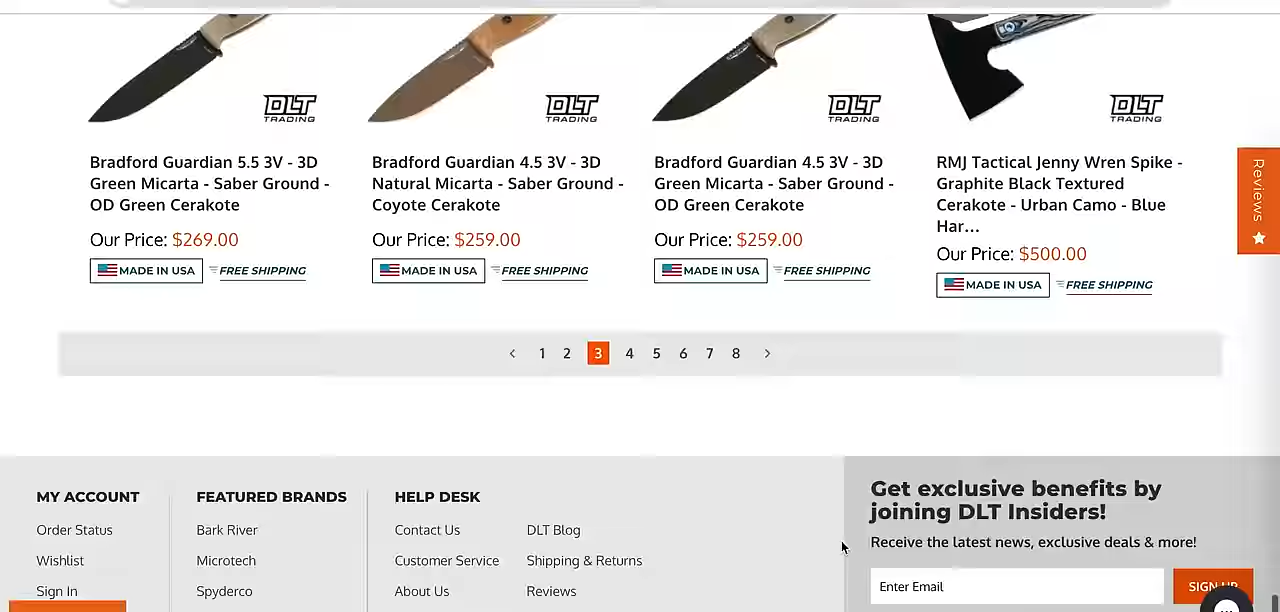 DLT
TRADING
DLT
TRADING
DLT
TRADING
DLT
TRADING
Bradford Guardian 5.5 3V - 3D
Green Micarta - Saber Ground -
OD Green Cerakote
Our Price: $269.00
MADE IN USA FREE SHIPPING
Bradford Guardian 4.5 3V - 3D
Natural Micarta - Saber Ground -
Coyote Cerakote
Our Price: $259.00
MADE IN USA FREE SHIPPING
Bradford Guardian 4.5 3V - 3D
Green Micarta - Saber Ground -
OD Green Cerakote
Our Price: $259.00
MADE IN USA FREE SHIPPING
RMJ Tactical Jenny Wren Spike -
Graphite Black Textured
Cerakote - Urban Camo - Blue
Har...
Our Price: $500.00
MADE IN USA FREE SHIPPING
Reviews
1 2 3 4 5 6 7 8
MY ACCOUNT
Order Status
Wishlist
Sign In
FEATURED BRANDS
Bark River
Microtech
Spyderco
HELP DESK
Contact Us
Customer Service
About Us
DLT Blog
Shipping & Returns
Reviews
Get exclusive benefits by
joining DLT Insiders!
Receive the latest news, exclusive deals & more!
Enter Email
SIGN UP